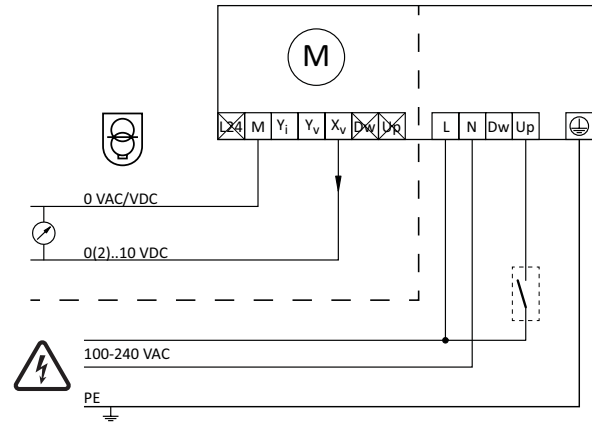 M
L24 M Yi Yv Xv Dw Up L N Dw Up
0 VAC/VDC
0(2)..10 VDC
100-240 VAC
PE